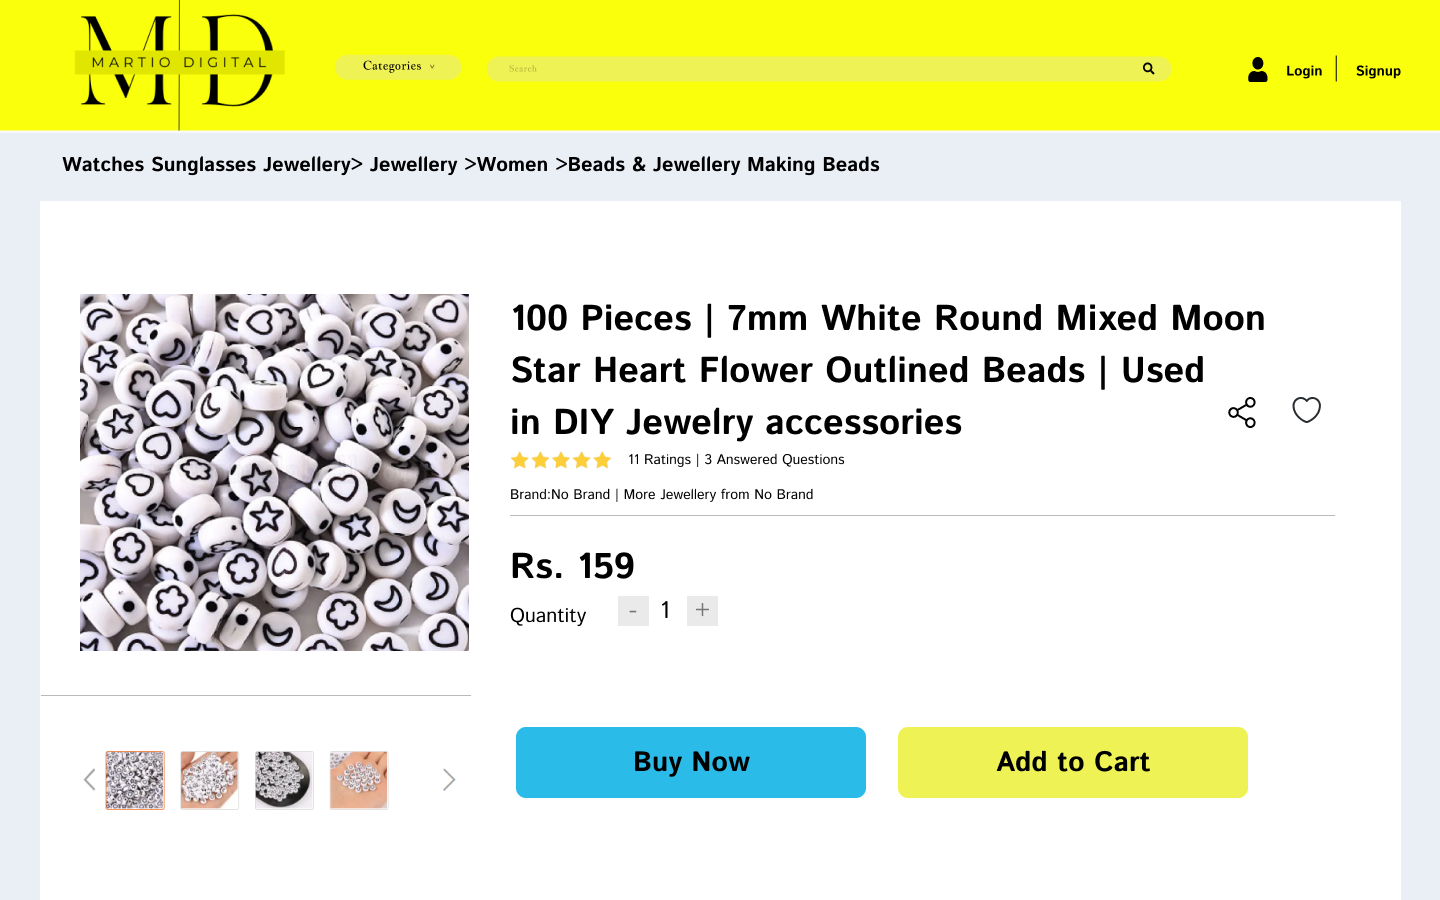 MD
MARTIO DIGITAL
Categories
Search
Login
Signup
Watches Sunglasses Jewellery> Jewellery >Women >Beads & Jewellery Making Beads
100 Pieces | 7mm White Round Mixed Moon
Star Heart Flower Outlined Beads | Used
in DIY Jewelry accessories
11 Ratings | 3 Answered Questions
Brand:No Brand | More Jewellery from No Brand
Rs. 159
Quantity - 1 +
Buy Now
Add to Cart